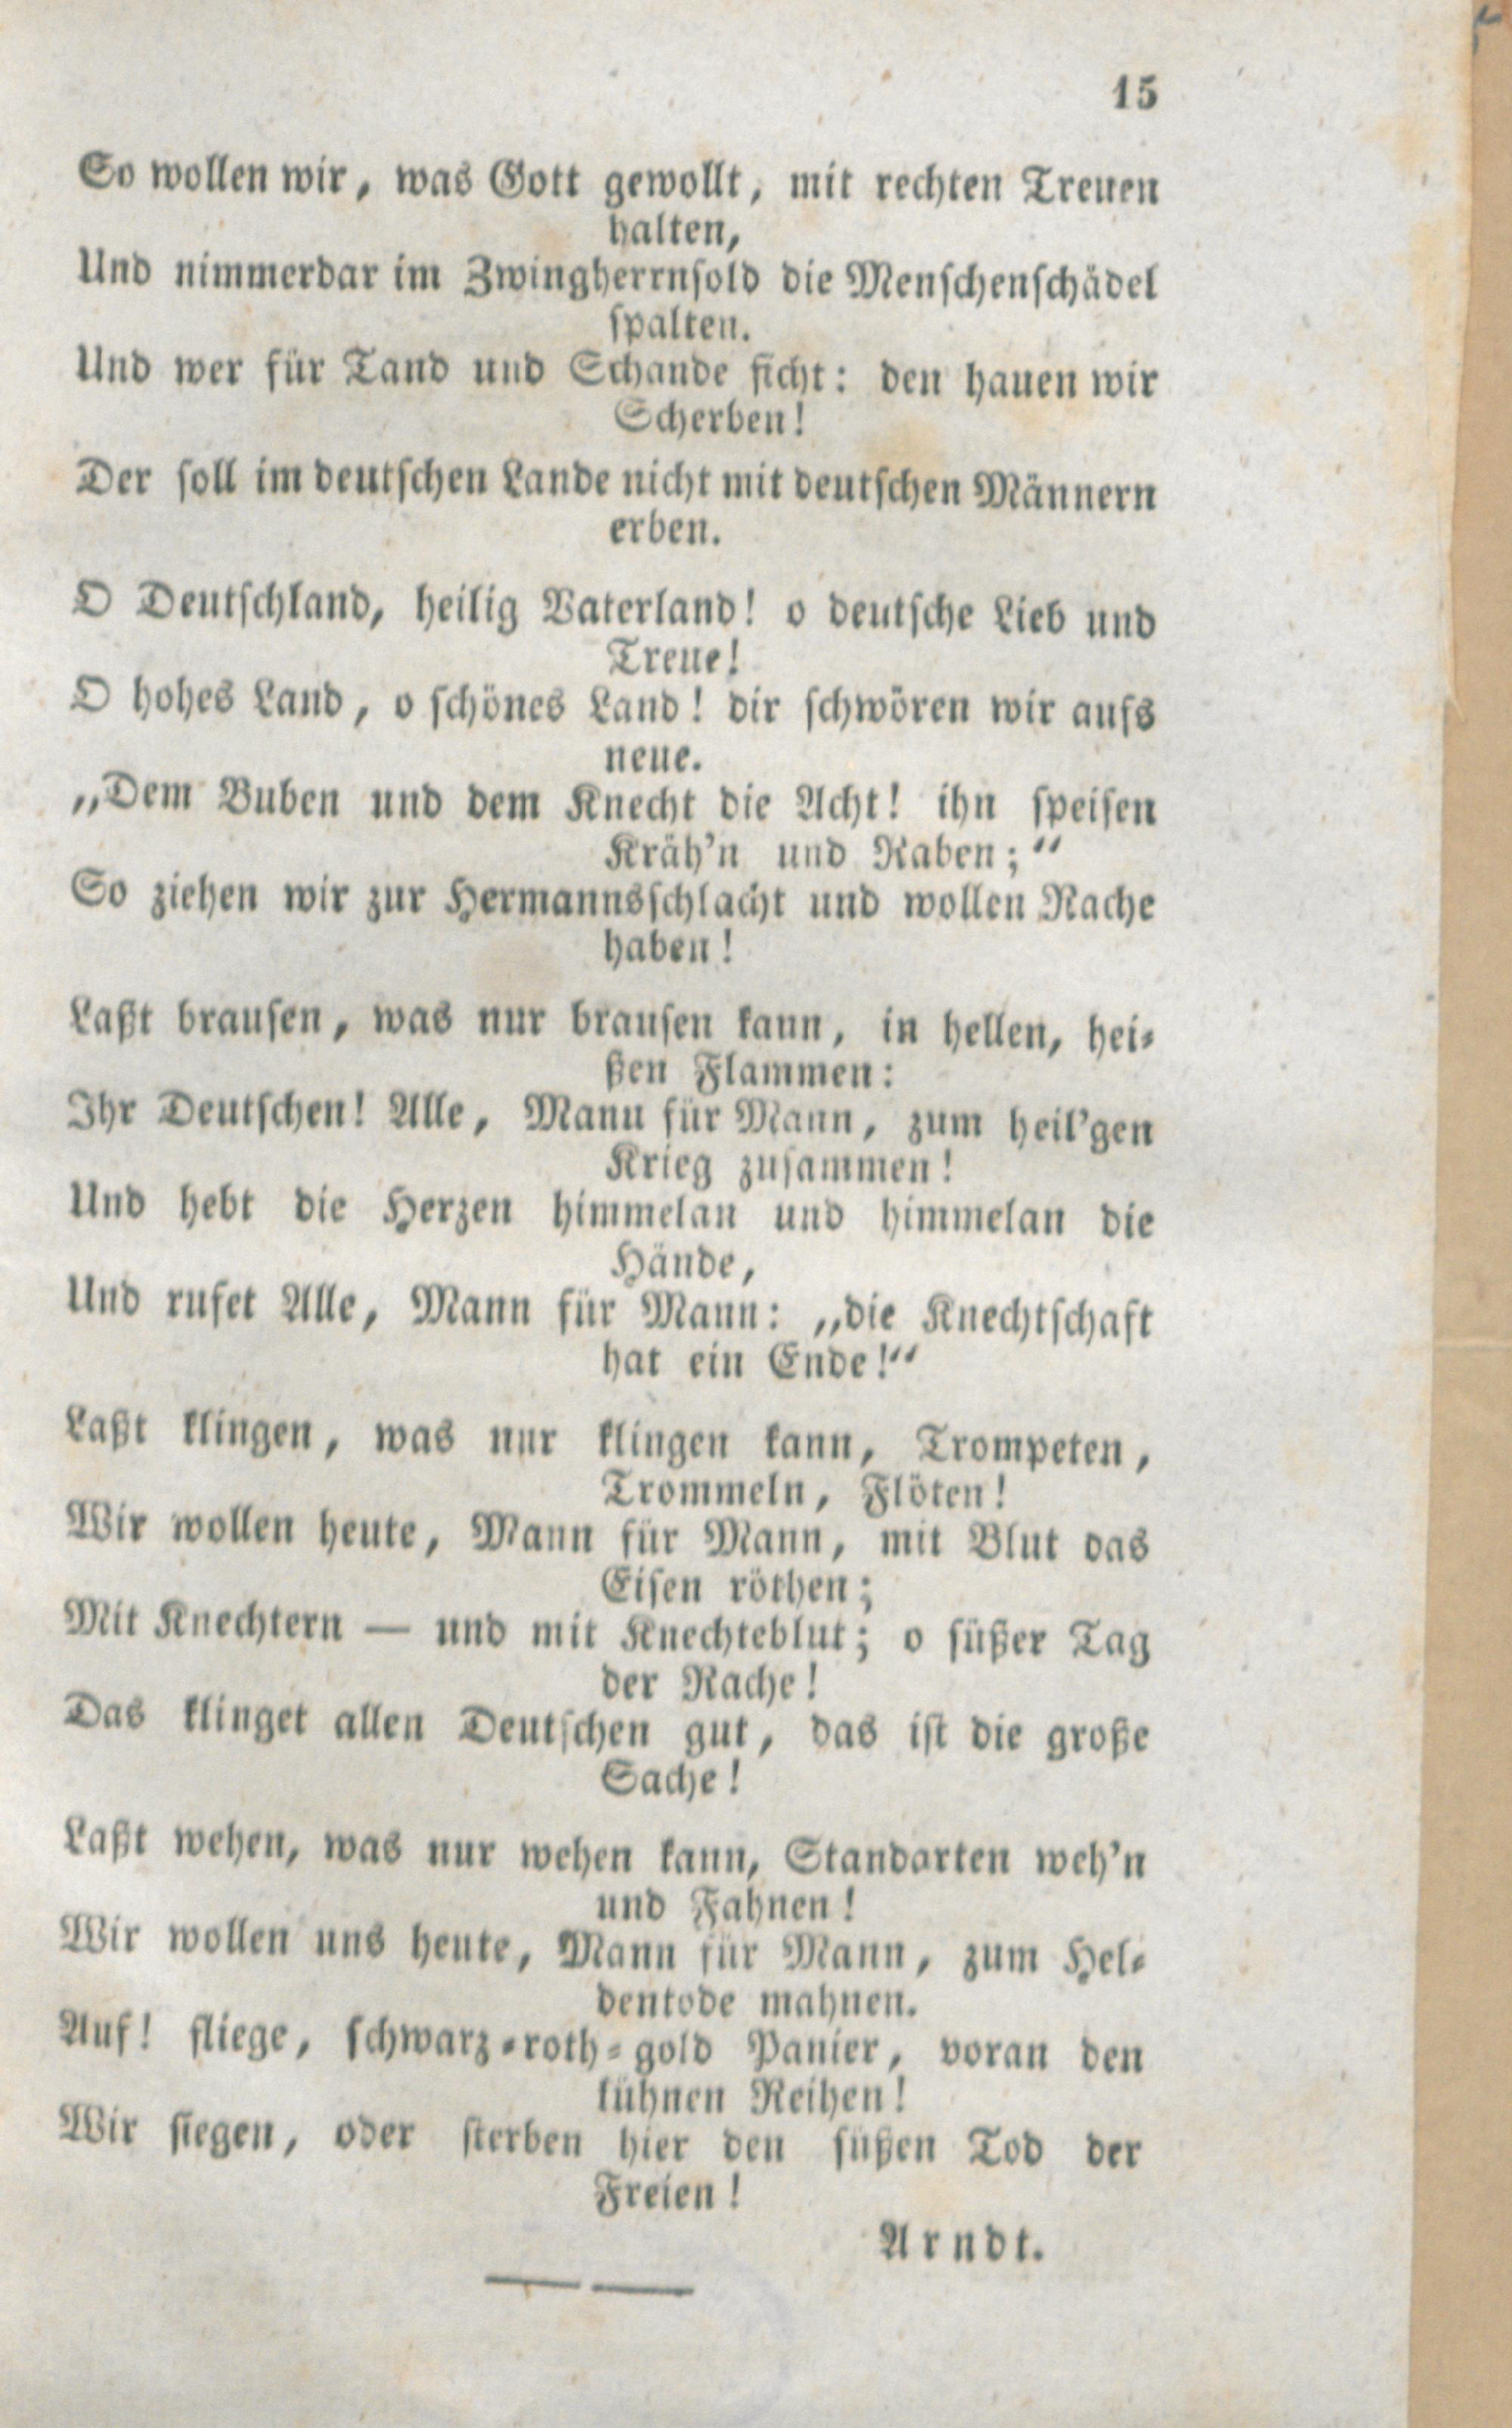 15
So wollen wir, was Gott gewollt, mit rechten Treuen
halten,
Und nimmerdar im Zwingherrnsold die Menschenschädel
spalten.
Und wer für Tand und Schande ficht: den hauen wir
Scherben!
Der soll im deutschen Lande nicht mit deutschen Männern
erben.
O Deutschland, heilig Vaterland! o deutsche Lieb und
Treue!
O hohes Land, o schönes Land! dir schwören wir aufs
neue.
„Dem Buben und dem Knecht die Acht! ihn speisen
Kräh'n und Raben;“
So ziehen wir zur Hermannsschlacht und wollen Rache
haben!
Laßt brausen, was nur brausen kann, in hellen, hei-
ßen Flammen:
Ihr Deutschen! Alle, Mann für Mann, zum heil'gen
Krieg zusammen!
Und hebt die Herzen himmelan und himmelan die
Hände,
Und rufet Alle, Mann für Mann: „die Knechtschaft
hat ein Ende!“
Laßt klingen, was nur klingen kann, Trompeten,
Trommeln, Flöten!
Wir wollen heute, Mann für Mann, mit Blut das
Eisen röthen;
Mit Knechtern — und mit Knechteblut; o süßer Tag
der Rache!
Das klinget allen Deutschen gut, das ist die große
Sache!
Laßt wehen, was nur wehen kann, Standarten weh'n
und Fahnen!
Wir wollen uns heute, Mann für Mann, zum Hel-
dentode mahnen.
Auf! fliege, schwarz-roth-gold Panier, voran den
kühnen Reihen!
Wir siegen, oder sterben hier den süßen Tod der
Freien!
Arndt.